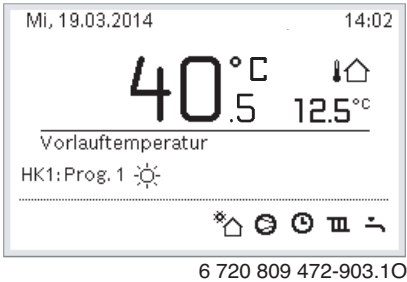 Mi, 19.03.2014 14:02
40.5 °C
12.5°C
Vorlauftemperatur
HK1: Prog. 1
6 720 809 472-903.1O